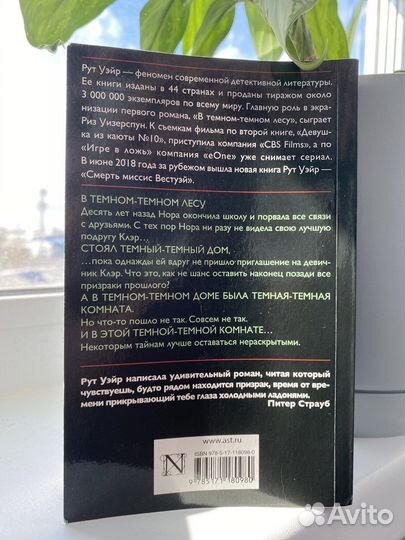 Рут Уэйр — феномен современной детективной литературы.
Ее книги изданы в 44 странах и проданы тиражом около
3 000 000 экземпляров по всему миру. Главную роль в экра-
низации первого романа, «В темном-темном лесу», сыграет
Риз Уизерспун. К съемкам фильма по второй книге, «Девуш-
ка из каюты №10», приступила компания «CBS Films», а по
«Игре в ложь» компания «eOne» уже снимает сериал.
В июне 2018 года за рубежом вышла новая книга Рут Уэйр —
«Смерть миссис Вестуэй».
В ТЕМНОМ-ТЕМНОМ ЛЕСУ
Десять лет назад Нора окончила школу и порвала все связи
с друзьями. С тех пор Нора ни разу не видела свою лучшую
подругу Клэр...
СТОЯЛ ТЕМНЫЙ-ТЕМНЫЙ ДОМ,
...пока однажды ей вдруг не пришло приглашение на девич-
ник Клэр. Что это, как не шанс оставить наконец позади все
призраки прошлого?
А В ТЕМНОМ-ТЕМНОМ ДОМЕ БЫЛА ТЕМНАЯ-ТЕМНАЯ
КОМНАТА.
Но что-то пошло не так. Совсем не так.
И В ЭТОЙ ТЕМНОЙ-ТЕМНОЙ КОМНАТЕ...
Некоторым тайнам лучше оставаться нераскрытыми.
Рут Уэйр написала удивительный роман, читая который
чувствуешь, будто рядом находится призрак, время от вре-
мени прикрывающий тебе глаза холодными ладонями.
Питер Страуб
www.ast.ru
N
ISBN 978-5-17-118098-0
9 785171 180980
Avito